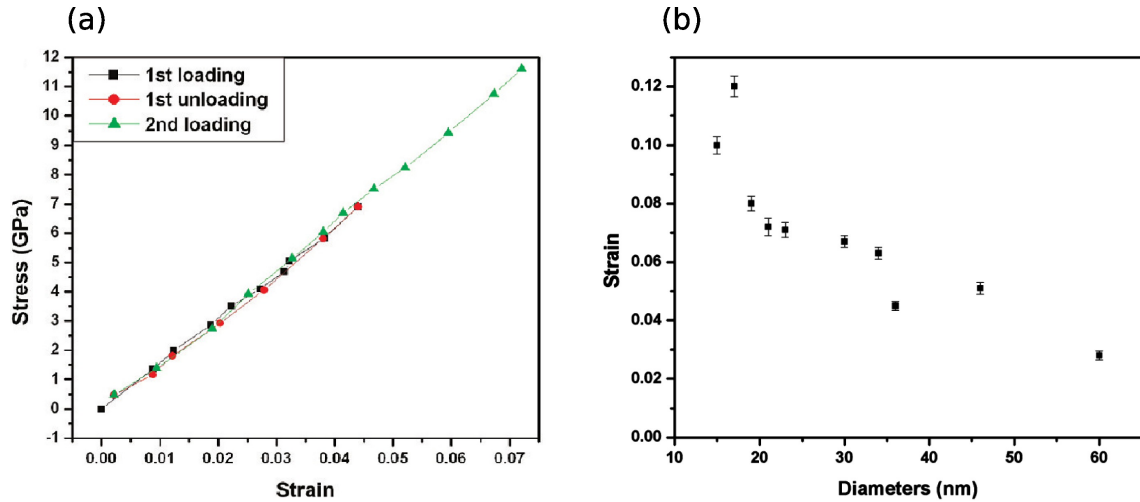 (a)
12
11
10
9
8
7
6
5
4
3
2
1
0
-1
Stress (GPa)
1st loading
1st unloading
2nd loading
0.00 0.01 0.02 0.03 0.04 0.05 0.06 0.07
Strain
(b)
0.12
0.10
0.08
0.06
0.04
0.02
0.00
Strain
10 20 30 40 50 60
Diameters (nm)